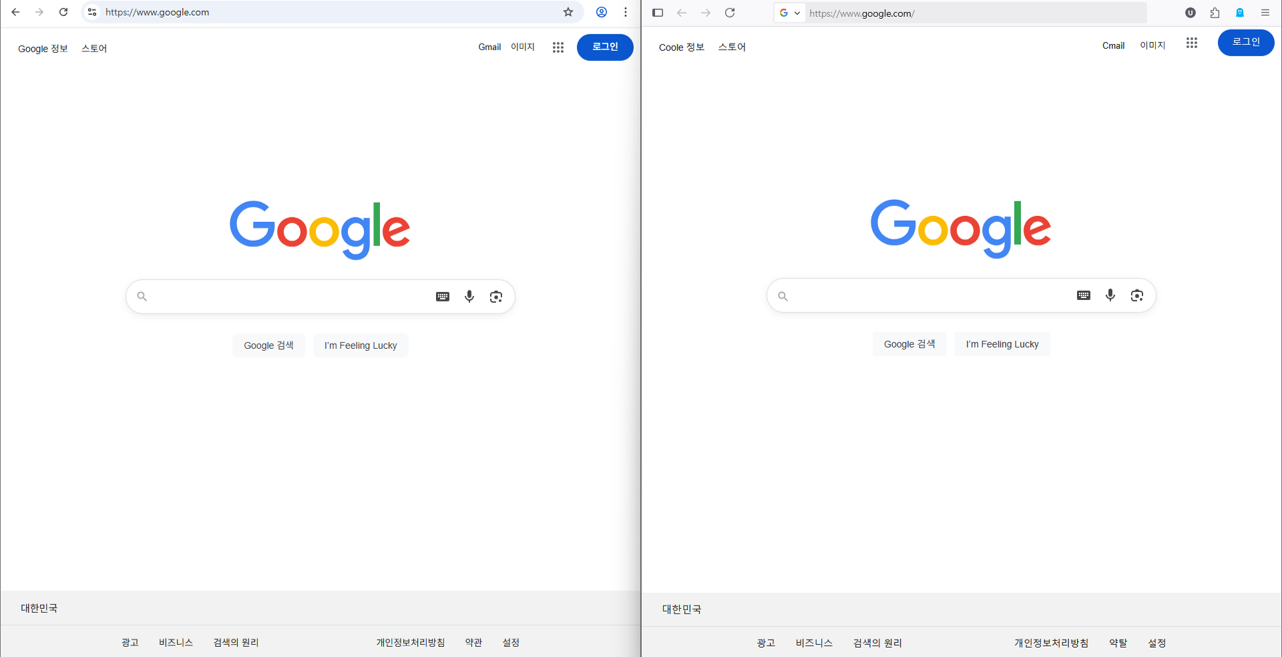 https://www.google.com
Google 정보 스토어 Gmail 이미지 로그인
Google
Google 검색 I'm Feeling Lucky
대한민국
광고 비즈니스 검색의 원리 개인정보처리방침 약관 설정
https://www.google.com/
Coole 정보 스토어 Cmail 이미지 로그인
Google
Google 검색 I'm Feeling Lucky
대한민국
광고 비즈니스 검색의 원리 개인정보처리방침 약탈 설정